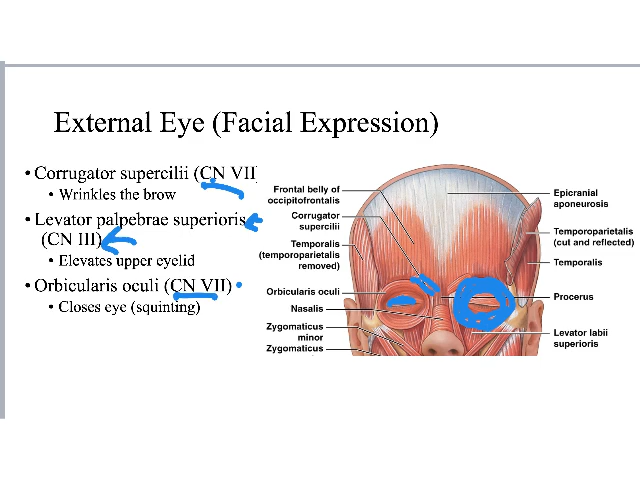 External Eye (Facial Expression)
• Corrugator supercilii (CN VII)
• Wrinkles the brow
• Levator palpebrae superioris
(CN III)
• Elevates upper eyelid
• Orbicularis oculi (CN VII)
• Closes eye (squinting)
Frontal belly of
occipitofrontalis
Corrugator
supercilii
Temporalis
(temporoparietalis
removed)
Orbicularis oculi
Nasalis
Zygomaticus
minor
Zygomaticus
Epicranial
aponeurosis
Temporoparietalis
(cut and reflected)
Temporalis
Procerus
Levator labii
superioris